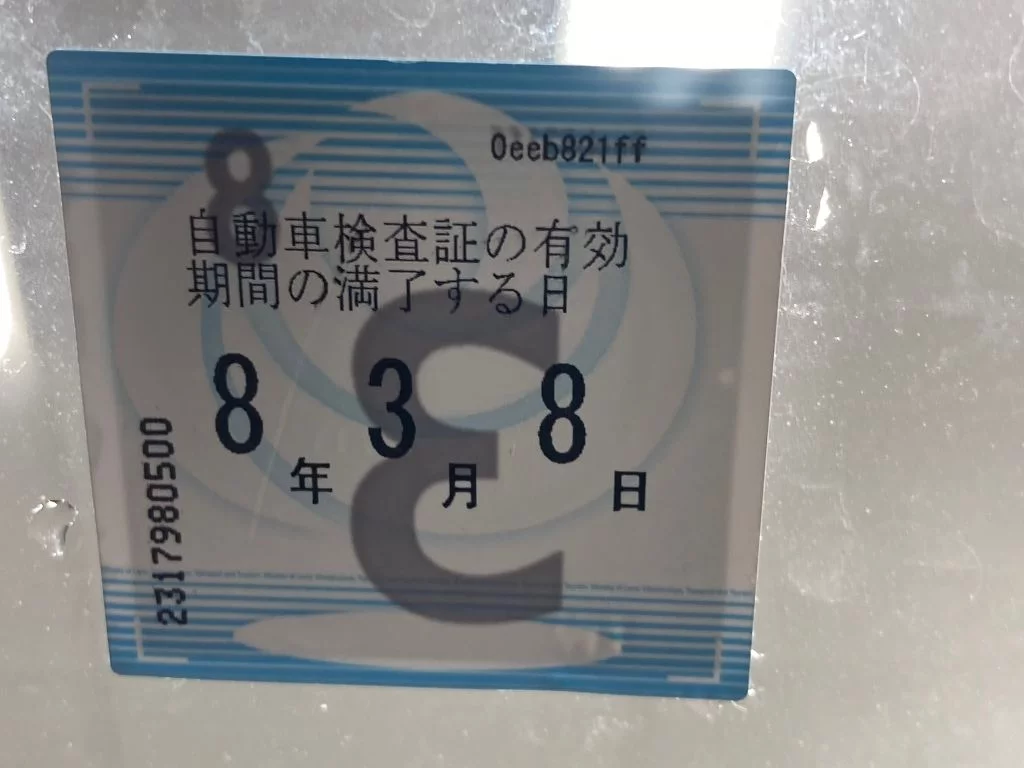 8
0eeb821ff
自動車検査証の有効
期間の満了する日
8年 3月 8日
3
2317980500